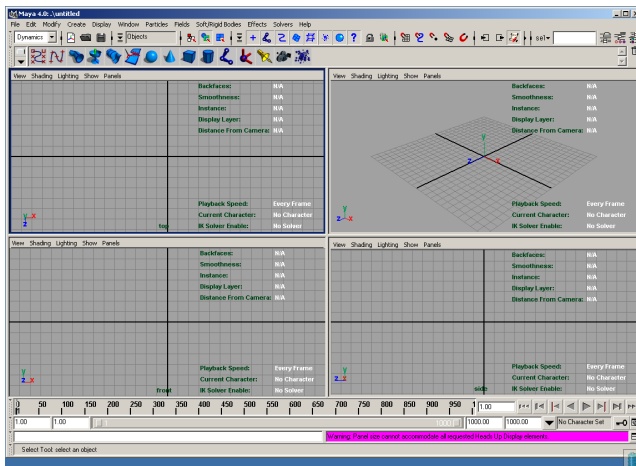 Maya 4.0: .\untitled
File Edit Modify Create Display Window Particles Fields Soft/Rigid Bodies Effects Solvers Help
Dynamics Objects sel-
View Shading Lighting Show Panels
Backfaces: N/A
Smoothness: N/A
Instance: N/A
Display Layer: N/A
Distance From Camera: N/A
Playback Speed: Every Frame
Current Character: No Character
IK Solver Enable: No Solver
y x
z
top
View Shading Lighting Show Panels
Backfaces: N/A
Smoothness: N/A
Instance: N/A
Display Layer: N/A
Distance From Camera: N/A
y
z x
Playback Speed: Every Frame
Current Character: No Character
IK Solver Enable: No Solver
y
z x
View Shading Lighting Show Panels
Backfaces: N/A
Smoothness: N/A
Instance: N/A
Display Layer: N/A
Distance From Camera: N/A
Playback Speed: Every Frame
Current Character: No Character
IK Solver Enable: No Solver
y
z x
front
View Shading Lighting Show Panels
Backfaces: N/A
Smoothness: N/A
Instance: N/A
Display Layer: N/A
Distance From Camera: N/A
Playback Speed: Every Frame
Current Character: No Character
IK Solver Enable: No Solver
y
z
side
50 100 150 200 250 300 350 400 450 500 550 600 650 700 750 800 850 900 950 1 1.00
1.00 1.00 1 1000 1000.00 1000.00 No Character Set
Warning: Panel size cannot accommodate all requested Heads Up Display elements.
Select Tool: select an object